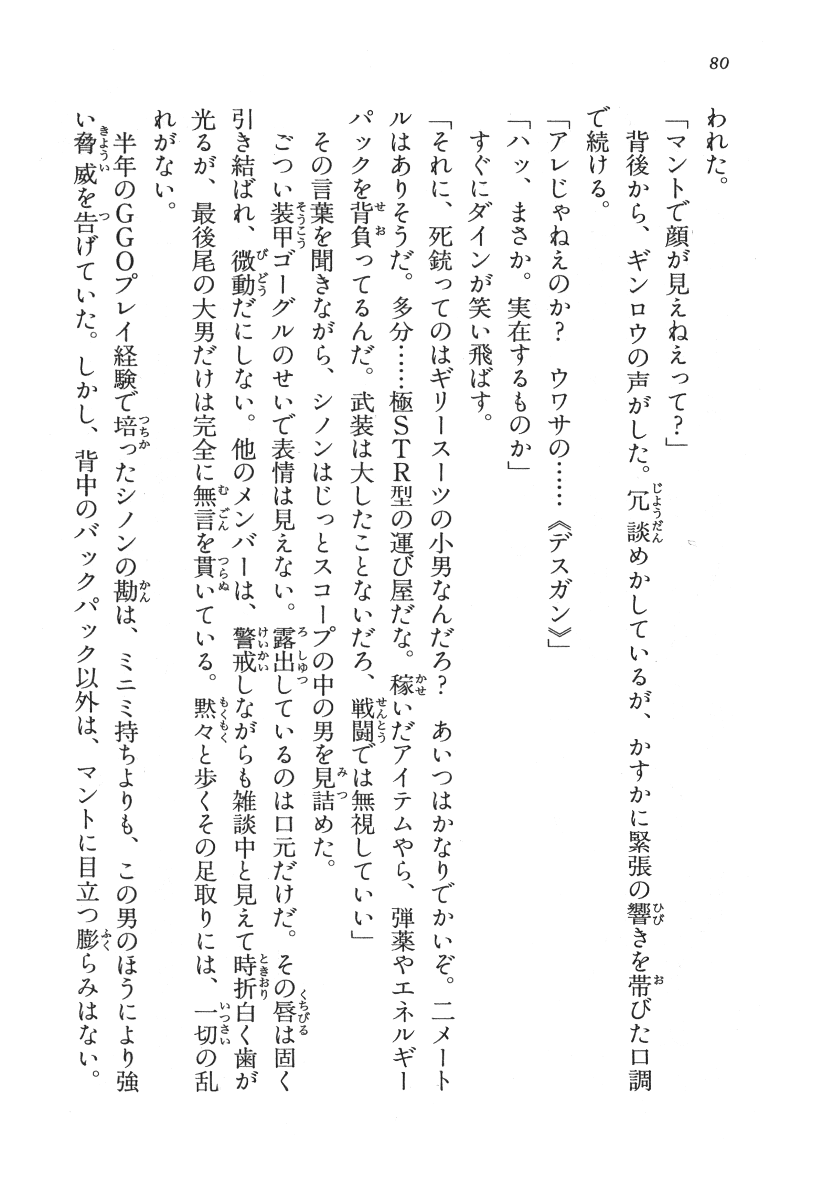 80
われた。
「マントで顔が見えねえって？」
　背後から、ギンロウの声がした。冗談めかしているが、かすかに緊張の響きを帯びた口調
で続ける。
「アレじゃねえのか？　ウワサの……《デスガン》」
「ハッ、まさか。実在するものか」
　すぐにダインが笑い飛ばす。
「それに、死銃ってのはギリースーツの小男なんだろ？　あいつはかなりでかいぞ。二メート
ルはありそうだ。多分……極ＳＴＲ型の運び屋だな。稼いだアイテムやら、弾薬やエネルギー
パックを背負ってるんだ。武装は大したことないだろ、戦闘では無視していい」
　その言葉を聞きながら、シノンはじっとスコープの中の男を見詰めた。
　ごつい装甲ゴーグルのせいで表情は見えない。露出しているのは口元だけだ。その唇は固く
引き結ばれ、微動だにしない。他のメンバーは、警戒しながらも雑談中と見えて時折白く歯が
光るが、最後尾の大男だけは完全に無言を貫いている。黙々と歩くその足取りには、一切の乱
れがない。
　半年のＧＧＯプレイ経験で培ったシノンの勘は、ミニミ持ちよりも、この男のほうにより強
い脅威を告げていた。しかし、背中のバックパック以外は、マントに目立つ膨らみはない。